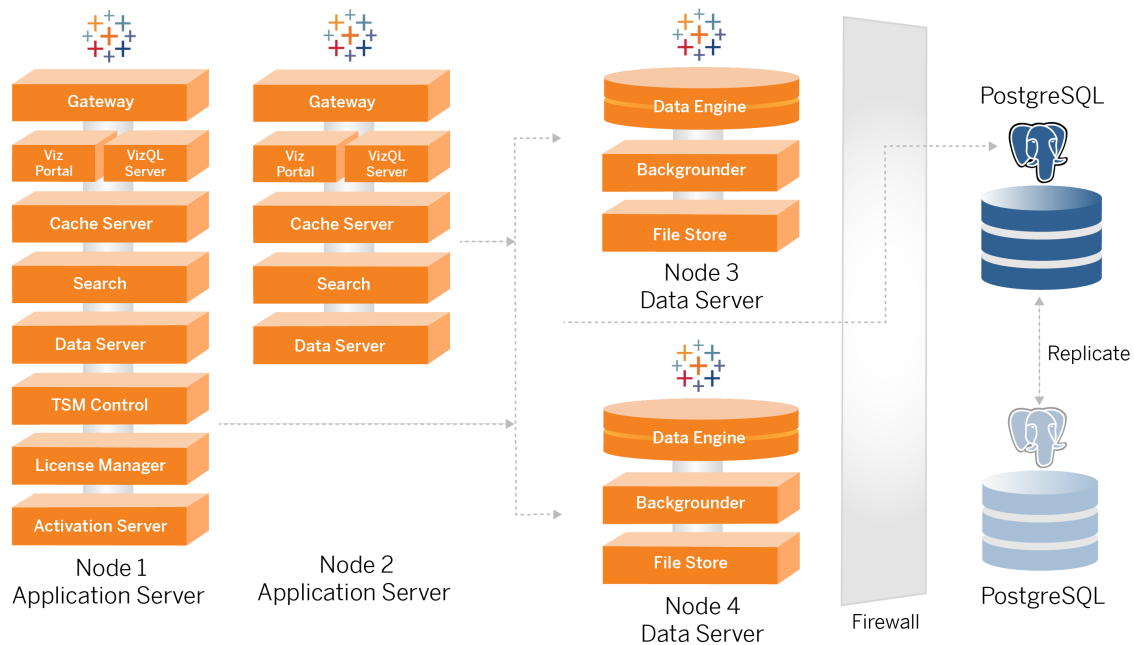 Gateway
Viz
Portal
VizQL
Server
Cache Server
Search
Data Server
TSM Control
License Manager
Activation Server
Node 1
Application Server
Gateway
Viz
Portal
VizQL
Server
Cache Server
Search
Data Server
Node 2
Application Server
Data Engine
Backgrounder
File Store
Node 3
Data Server
Data Engine
Backgrounder
File Store
Node 4
Data Server
Firewall
PostgreSQL
Replicate
PostgreSQL